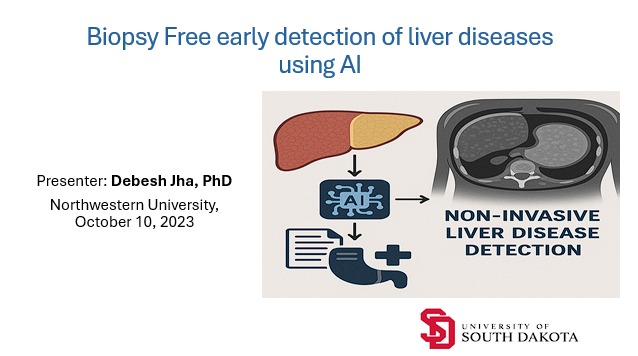 Biopsy Free early detection of liver diseases
using AI
Presenter: Debesh Jha, PhD
Northwestern University,
October 10, 2023
AI
NON-INVASIVE
LIVER DISEASE
DETECTION
UNIVERSITY OF
SOUTH DAKOTA